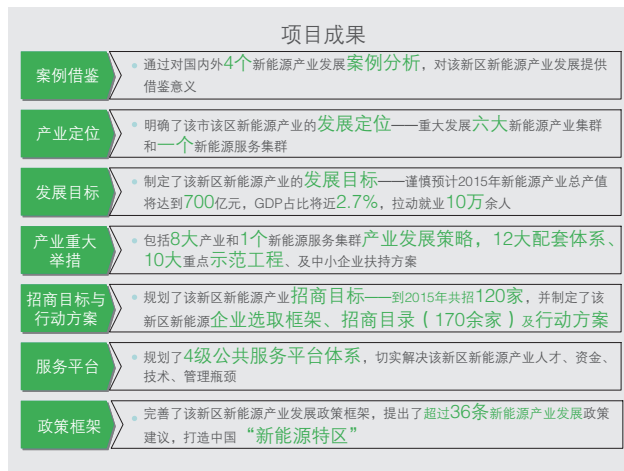 项目成果
案例借鉴
通过对国内外4个新能源产业发展案例分析，对该新区新能源产业发展提供
借鉴意义
产业定位
明确了该市该区新能源产业的发展定位——重大发展六大新能源产业集群
和一个新能源服务集群
发展目标
制定了该新区新能源产业的发展目标——谨慎预计2015年新能源产业总产值
将达到700亿元，GDP占比将近2.7%，拉动就业10万余人
产业重大
举措
包括8大产业和1个新能源服务集群产业发展策略，12大配套体系、
10大重点示范工程、及中小企业扶持方案
招商目标与
行动方案
规划了该新区新能源产业招商目标——到2015年共招120家，并制定了该
新区新能源企业选取框架、招商目录（170余家）及行动方案
服务平台
规划了4级公共服务平台体系，切实解决该新区新能源产业人才、资金、
技术、管理瓶颈
政策框架
完善了该新区新能源产业发展政策框架，提出了超过36条新能源产业发展政策
建议，打造中国“新能源特区”